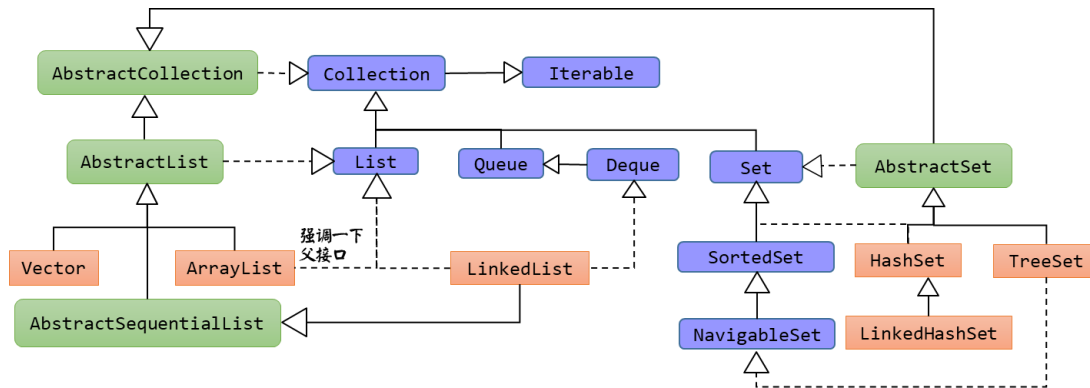 AbstractCollection
Collection
Iterable
AbstractList
List
Queue
Deque
Set
AbstractSet
强调一下
父接口
Vector
ArrayList
LinkedList
SortedSet
HashSet
TreeSet
AbstractSequentialList
NavigableSet
LinkedHashSet